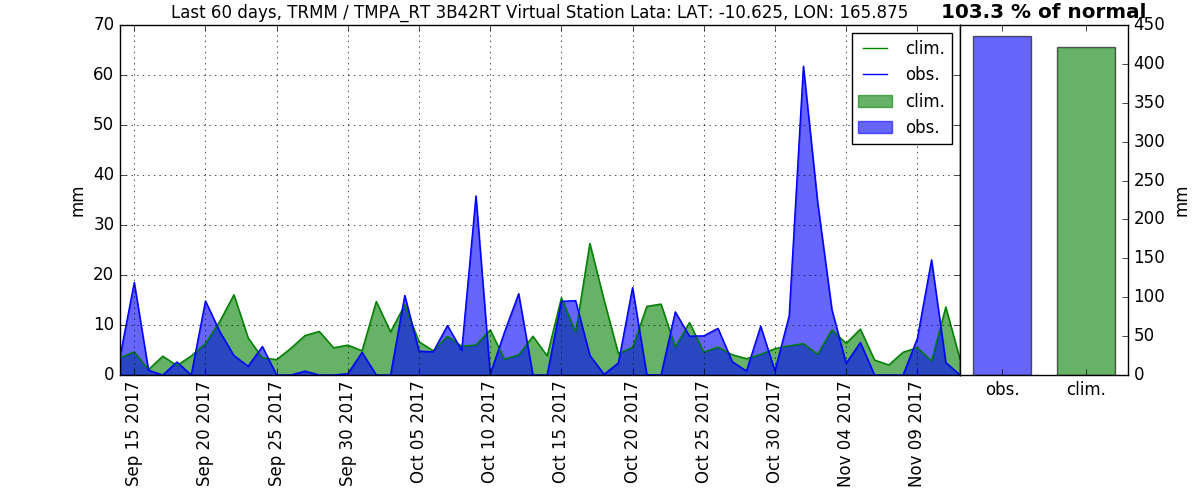 Last 60 days, TRMM / TMPA_RT 3B42RT Virtual Station Lata: LAT: -10.625, LON: 165.875
103.3 % of normal
70
60
50
40
30
20
10
0
mm
clim.
obs.
clim.
obs.
450
400
350
300
250
200
150
100
50
0
mm
Sep 15 2017
Sep 20 2017
Sep 25 2017
Sep 30 2017
Oct 05 2017
Oct 10 2017
Oct 15 2017
Oct 20 2017
Oct 25 2017
Oct 30 2017
Nov 04 2017
Nov 09 2017
obs.
clim.